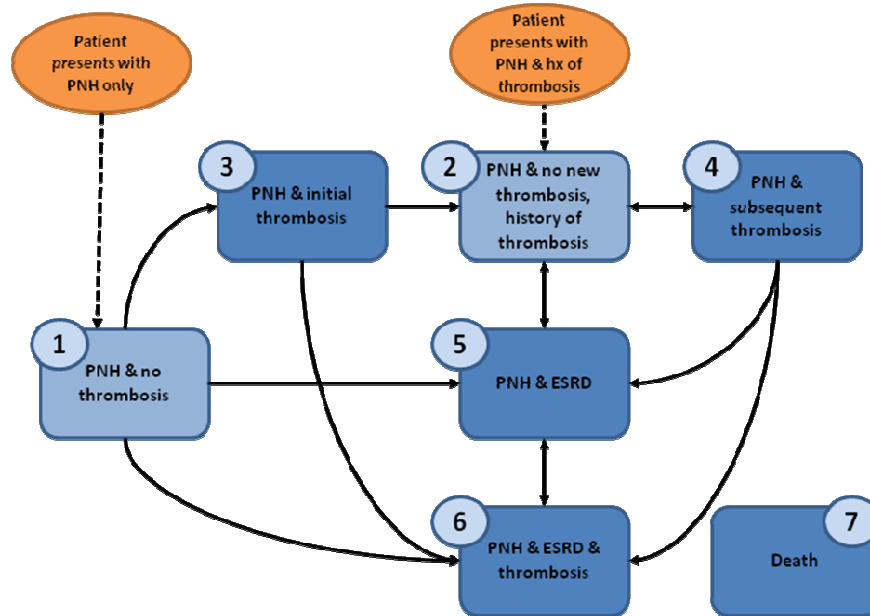 Patient
presents with
PNH only
Patient
presents with
PNH & hx of
thrombosis
3
PNH & initial
thrombosis
2
PNH & no new
thrombosis,
history of
thrombosis
4
PNH &
subsequent
thrombosis
1
PNH & no
thrombosis
5
PNH & ESRD
6
PNH & ESRD &
thrombosis
7
Death